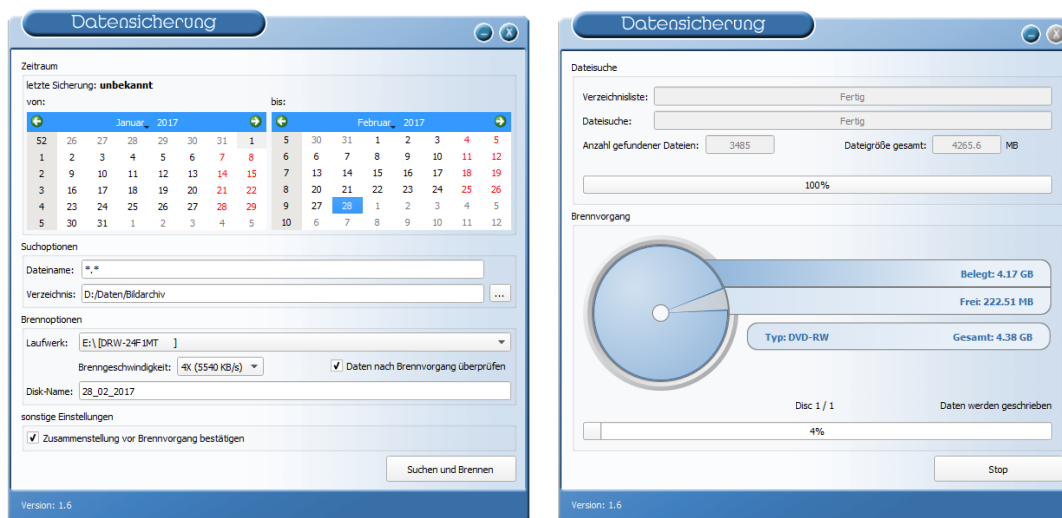 Datensicherung
Zeitraum
letzte Sicherung: unbekannt
von:
bis:
Januar 2017
52 26 27 28 29 30 31 1
1 2 3 4 5 6 7 8
2 9 10 11 12 13 14 15
3 16 17 18 19 20 21 22
4 23 24 25 26 27 28 29
5 30 31 1 2 3 4 5
Februar 2017
5 30 31 1 2 3 4 5
6 6 7 8 9 10 11 12
7 13 14 15 16 17 18 19
8 20 21 22 23 24 25 26
9 27 28 1 2 3 4 5
10 6 7 8 9 10 11 12
Suchoptionen
Dateiname: *.*
Verzeichnis: D:/Daten/Bildarchiv ...
Brennoptionen
Laufwerk: E:\ [DRW-24F1MT ]
Brenngeschwindigkeit: 4X (5540 KB/s) Daten nach Brennvorgang überprüfen
Disk-Name: 28_02_2017
sonstige Einstellungen
Zusammenstellung vor Brennvorgang bestätigen
Suchen und Brennen
Version: 1.6
Datensicherung
Dateisuche
Verzeichnisliste: Fertig
Dateisuche: Fertig
Anzahl gefundener Dateien: 3485 Dateigröße gesamt: 4265.6 MB
100%
Brennvorgang
Belegt: 4.17 GB
Frei: 222.51 MB
Typ: DVD-RW Gesamt: 4.38 GB
Disc 1 / 1 Daten werden geschrieben
4%
Stop
Version: 1.6